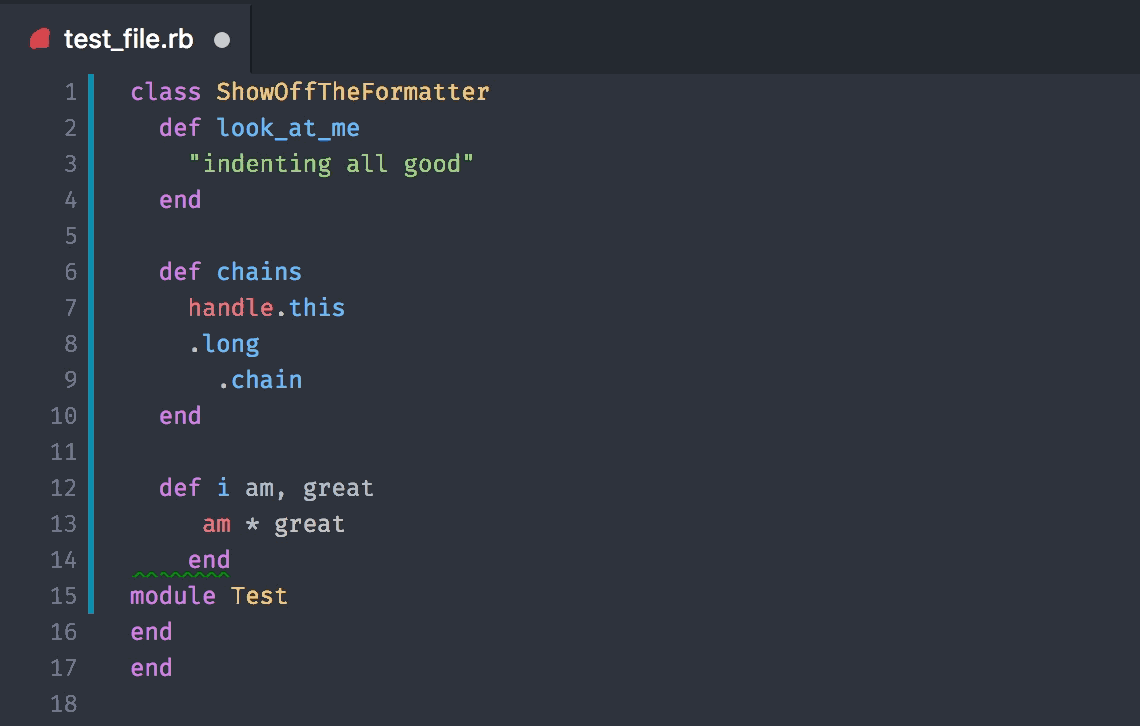 test_file.rb
1 class ShowOffTheFormatter
2   def look_at_me
3     "indenting all good"
4   end
5
6   def chains
7     handle.this
8     .long
9       .chain
10   end
11
12   def i am, great
13      am * great
14     end
15 module Test
16 end
17 end
18